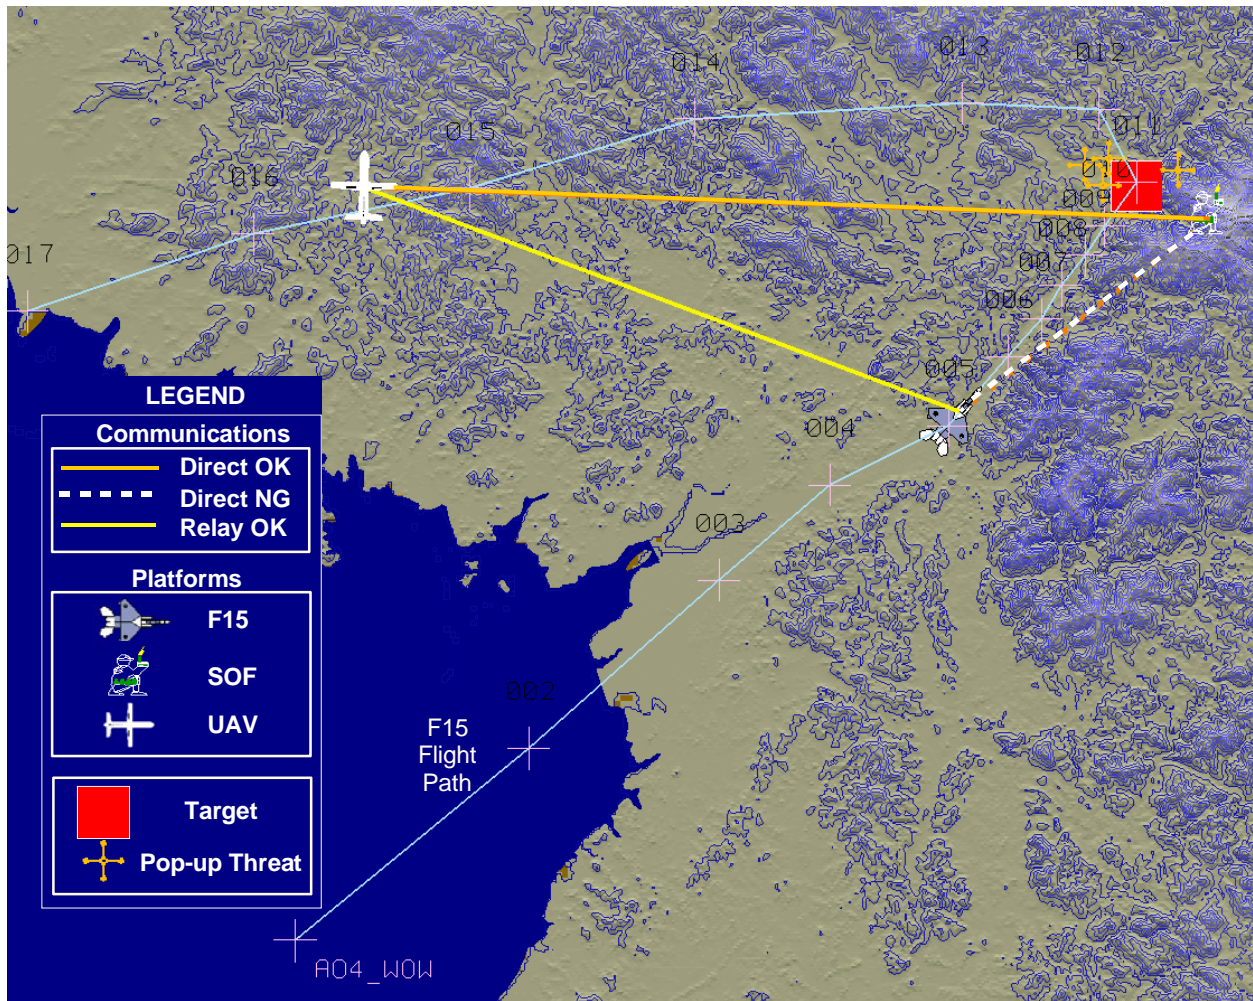 013
012
014
011
015
010
016
009
008
017
007
006
005
004
003
002
F15
Flight
Path
A04_WOW
LEGEND
Communications
Direct OK
Direct NG
Relay OK
Platforms
F15
SOF
UAV
Target
Pop-up Threat